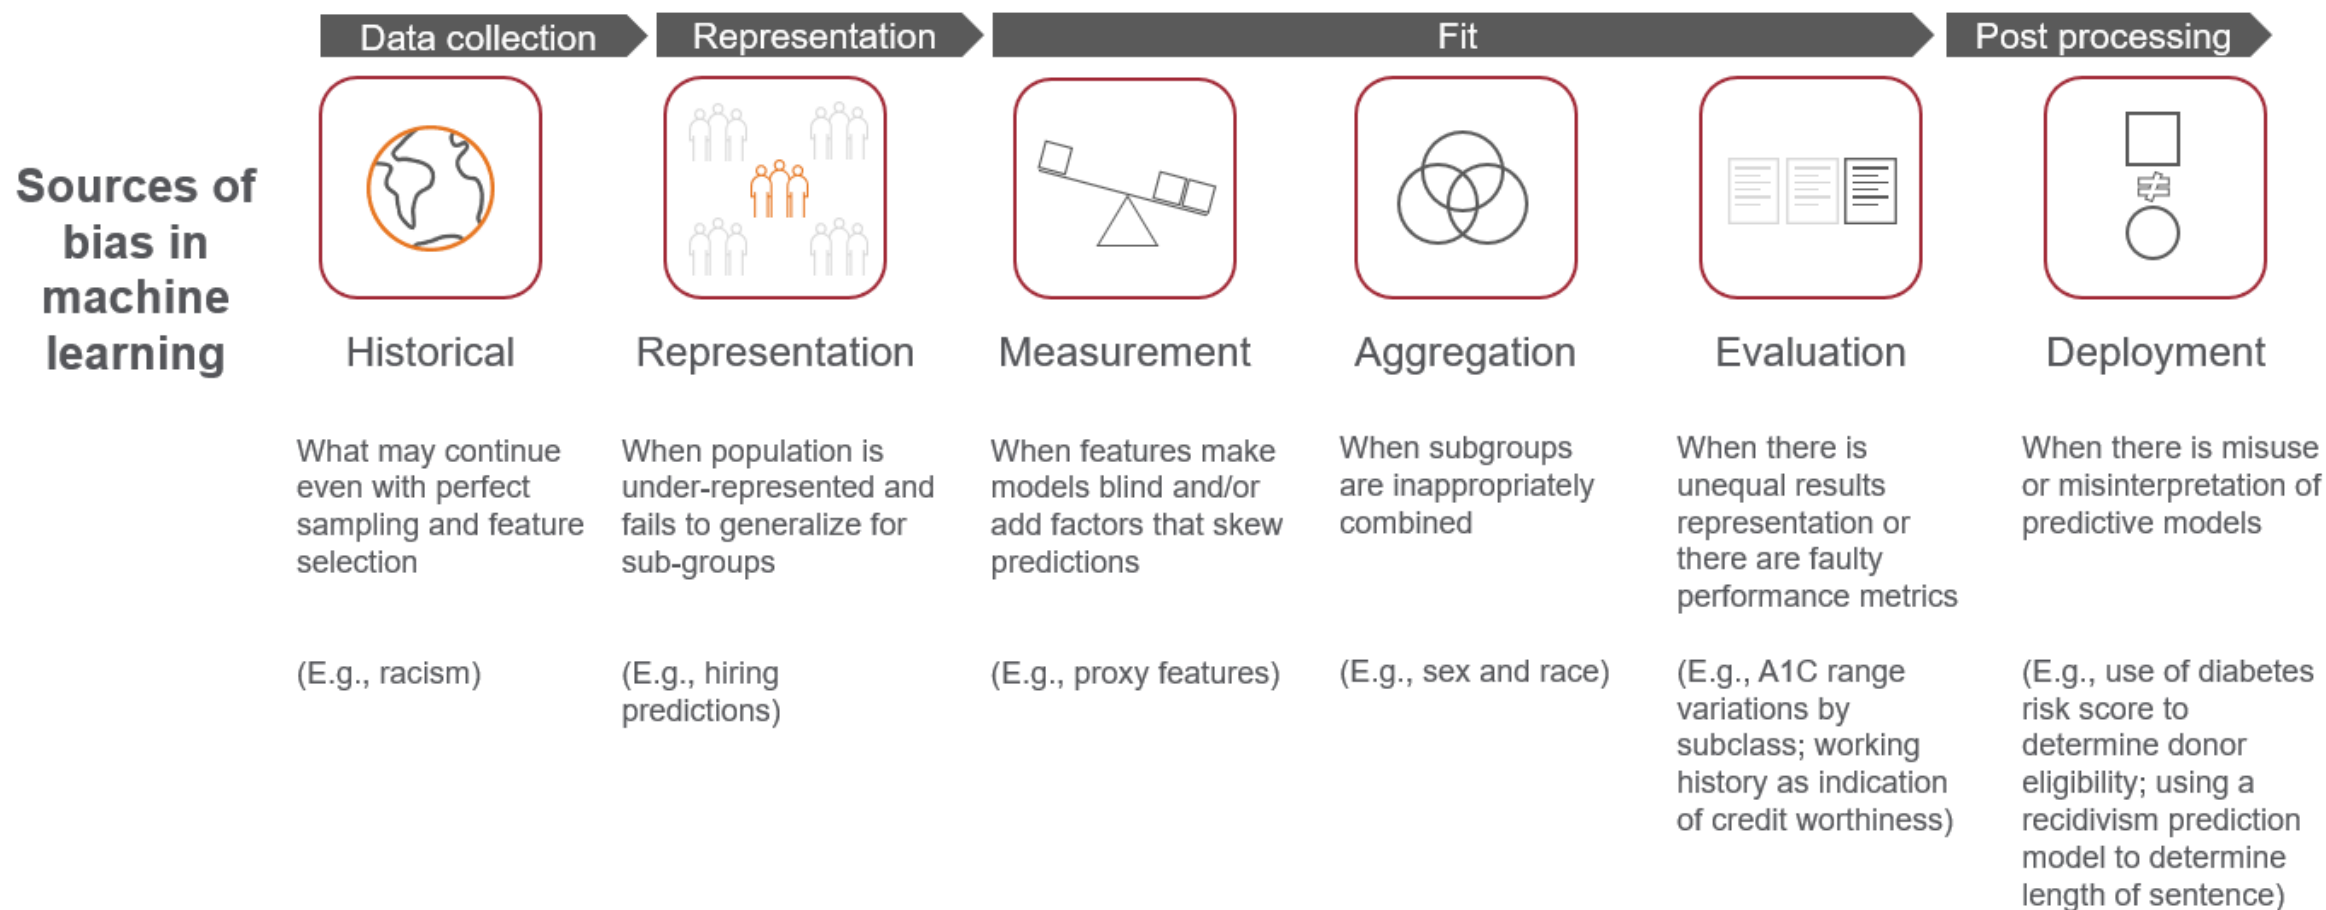 Data collection
Representation
Fit
Post processing
Sources of
bias in
machine
learning
Historical
Representation
Measurement
Aggregation
Evaluation
Deployment
What may continue
even with perfect
sampling and feature
selection
When population is
under-represented and
fails to generalize for
sub-groups
When features make
models blind and/or
add factors that skew
predictions
When subgroups
are inappropriately
combined
When there is
unequal results
representation or
there are faulty
performance metrics
When there is misuse
or misinterpretation of
predictive models
(E.g., racism)
(E.g., hiring
predictions)
(E.g., proxy features)
(E.g., sex and race)
(E.g., A1C range
variations by
subclass; working
history as indication
of credit worthiness)
(E.g., use of diabetes
risk score to
determine donor
eligibility; using a
recidivism prediction
model to determine
length of sentence)